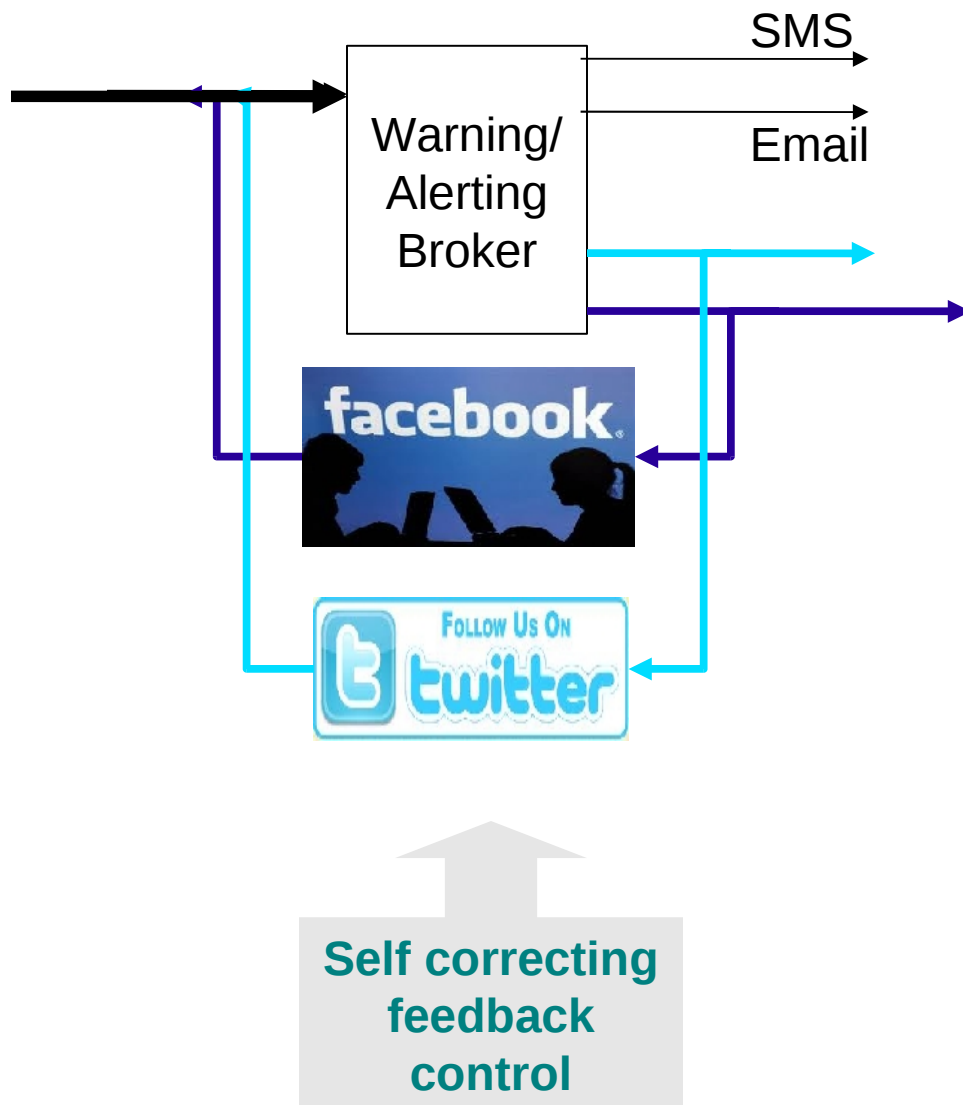 SMS
Warning/
Alerting
Broker
Email
facebook®
Follow Us On
t twitter
Self correcting
feedback
control